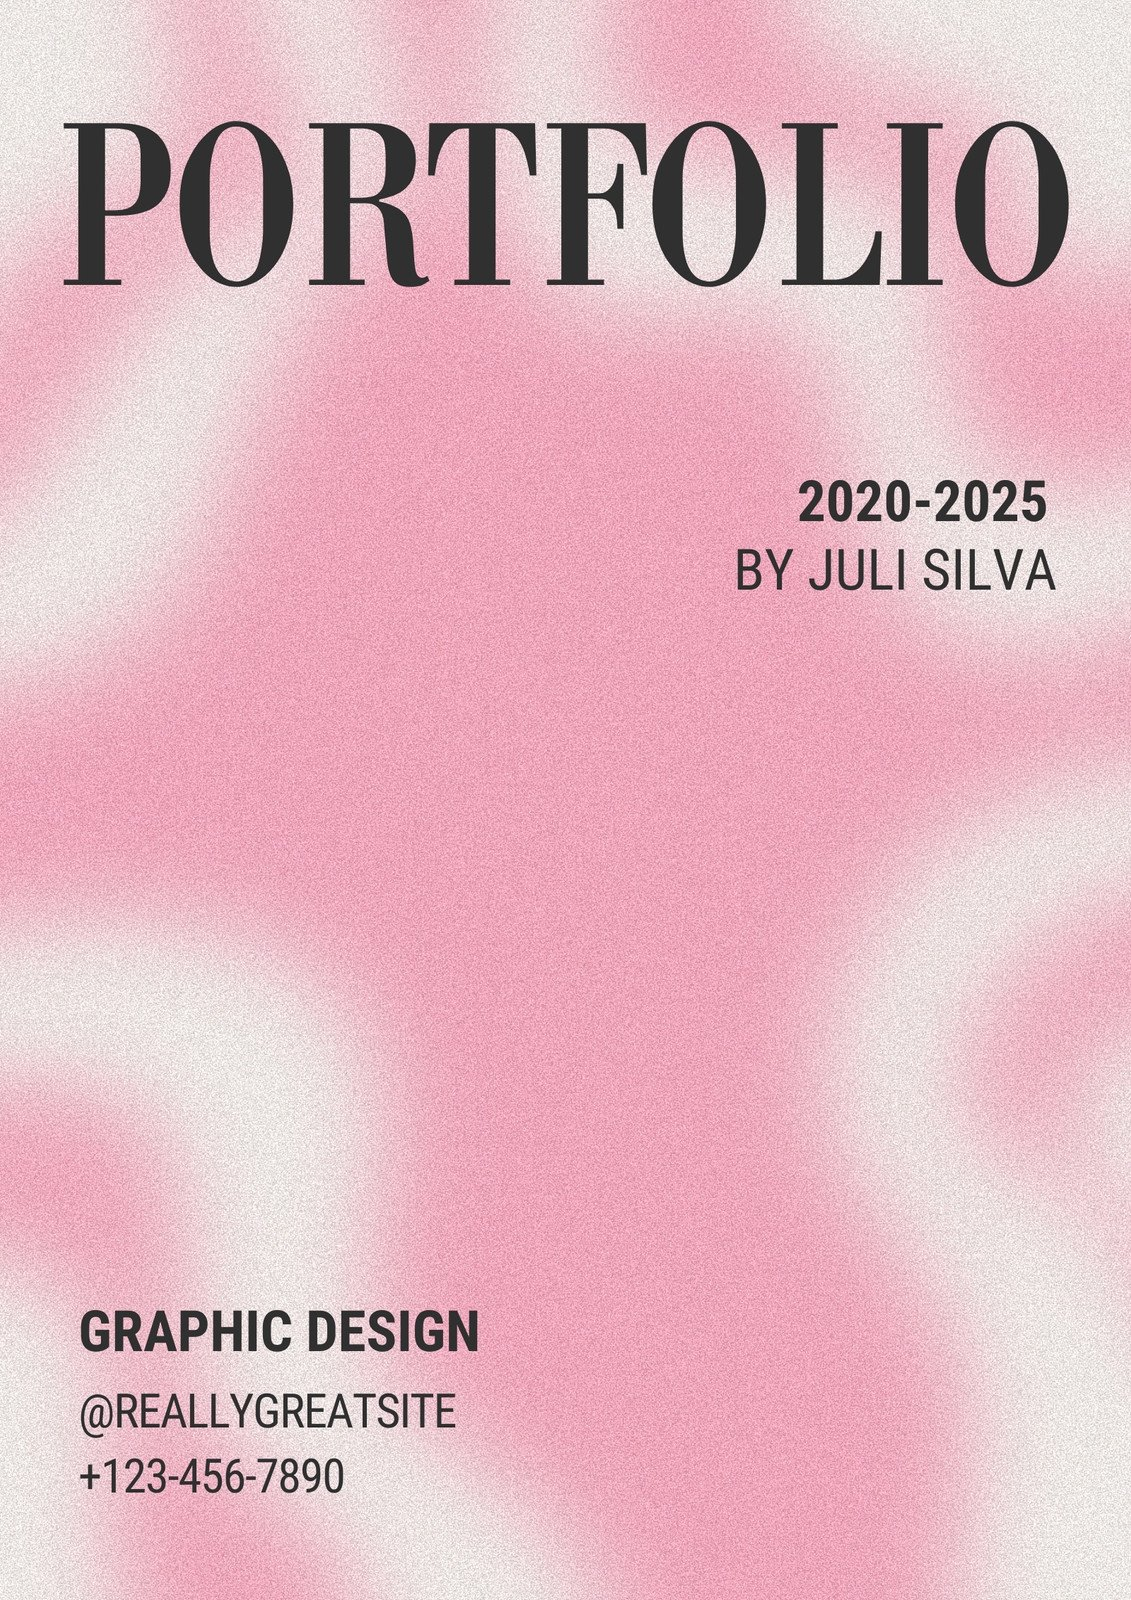 PORTFOLIO
2020-2025
BY JULI SILVA
GRAPHIC DESIGN
@REALLYGREATSITE
+123-456-7890